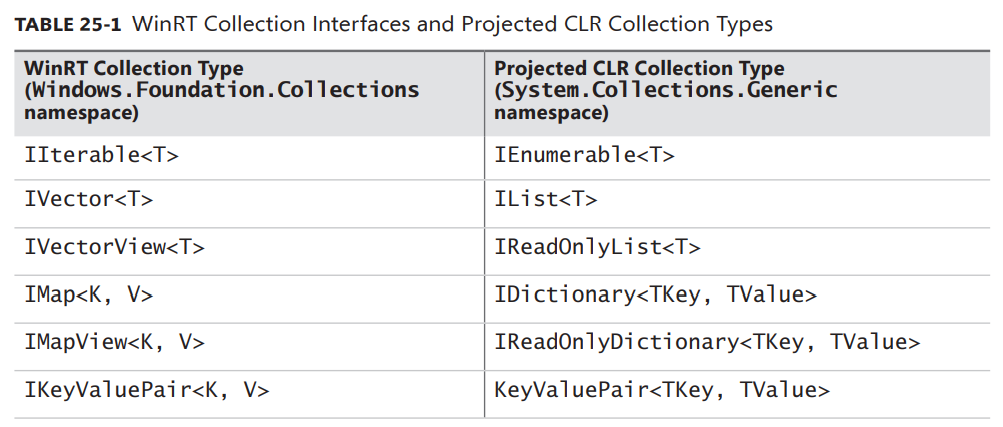 TABLE 25-1 WinRT Collection Interfaces and Projected CLR Collection Types
WinRT Collection Type
(Windows.Foundation.Collections
namespace)
Projected CLR Collection Type
(System.Collections.Generic
namespace)
IIterable<T>
IEnumerable<T>
IVector<T>
IList<T>
IVectorView<T>
IReadOnlyList<T>
IMap<K, V>
IDictionary<TKey, TValue>
IMapView<K, V>
IReadOnlyDictionary<TKey, TValue>
IKeyValuePair<K, V>
KeyValuePair<TKey, TValue>